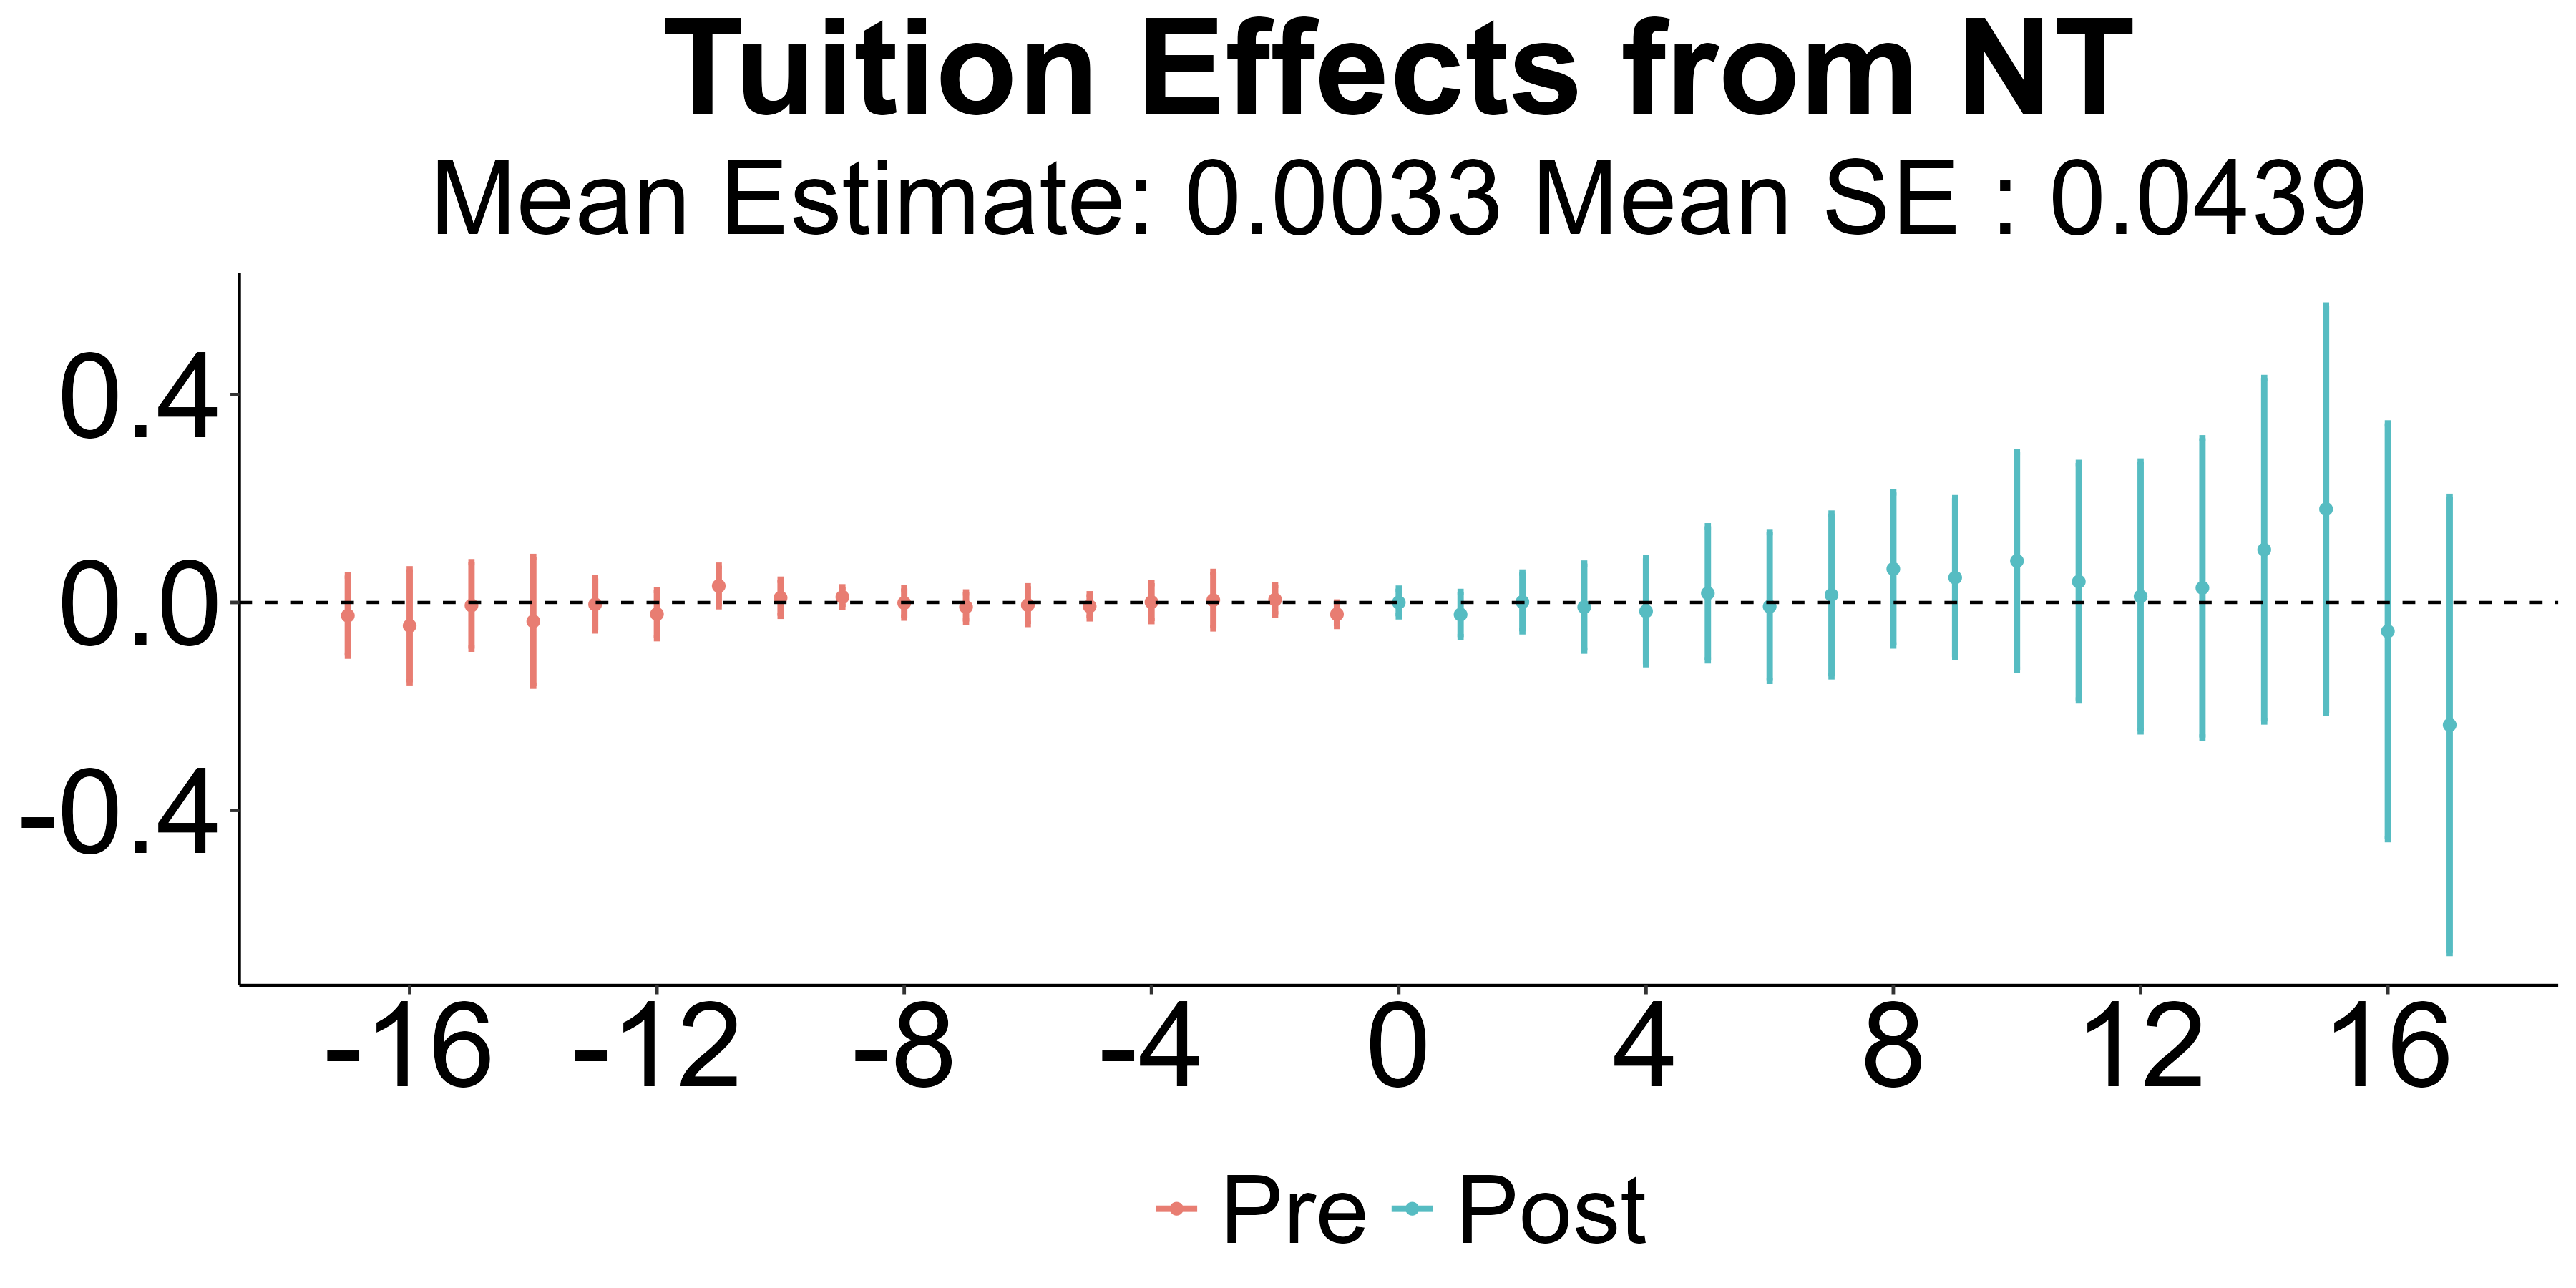 Tuition Effects from NT
Mean Estimate: 0.0033 Mean SE : 0.0439
0.4
0.0
-0.4
-16 -12 -8 -4 0 4 8 12 16
Pre Post